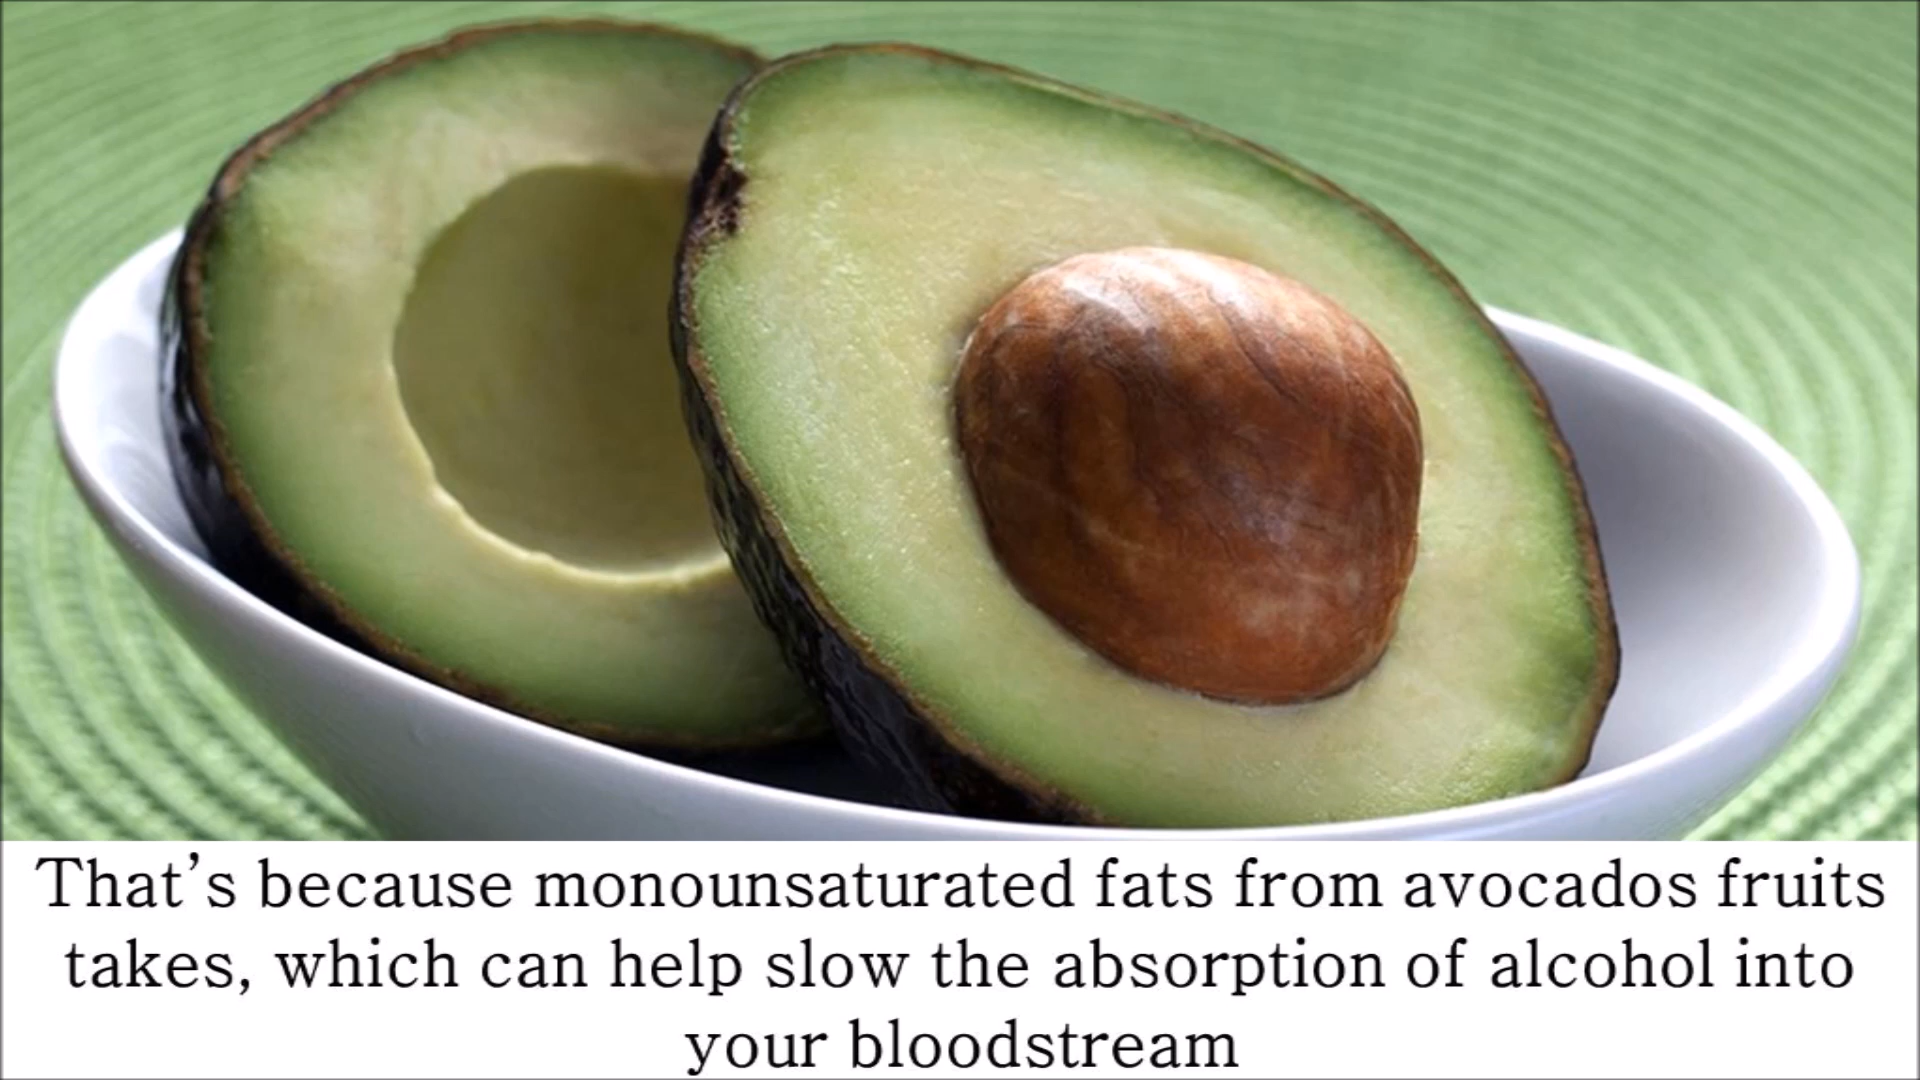 That’s because monounsaturated fats from avocados fruits
takes, which can help slow the absorption of alcohol into
your bloodstream